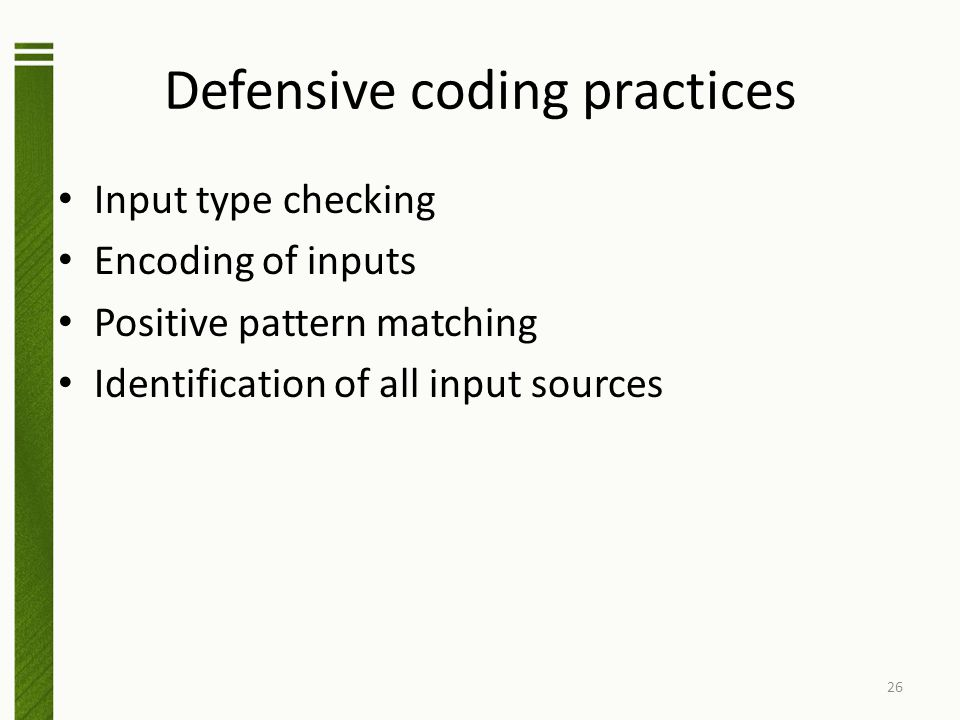 Defensive coding practices
• Input type checking
• Encoding of inputs
• Positive pattern matching
• Identification of all input sources
26